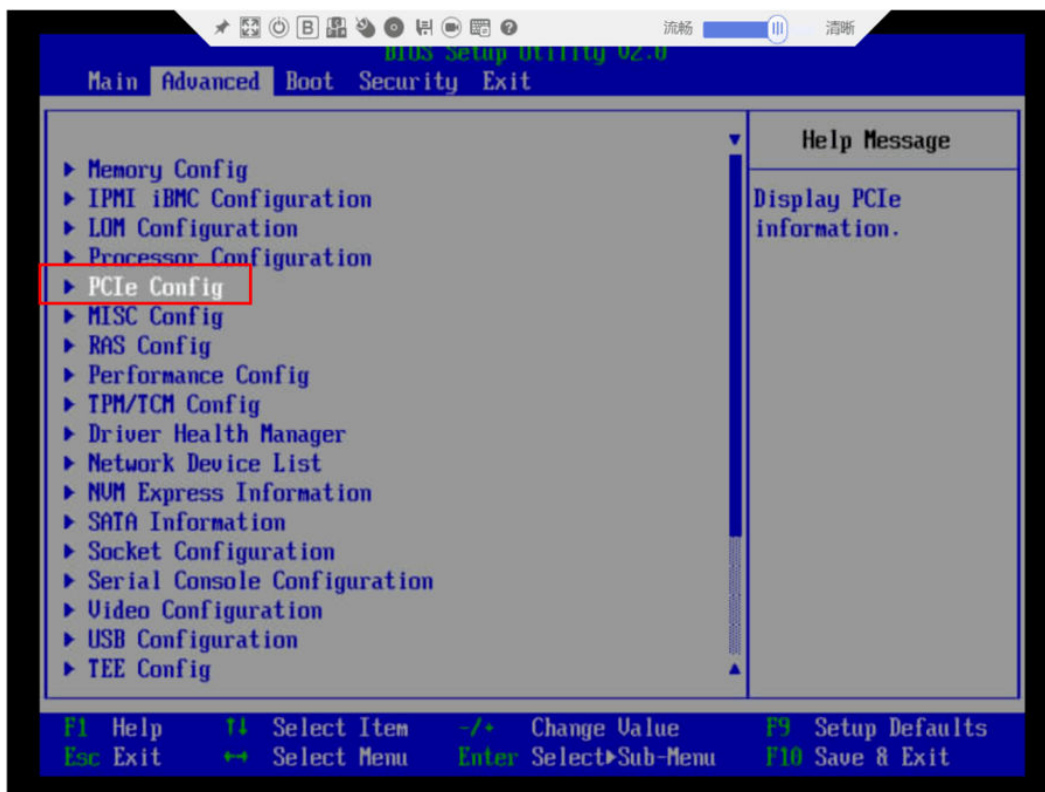 流畅 清晰
BIOS Setup Utility V2.0
Main Advanced Boot Security Exit
Help Message
Display PCIe
information.
Memory Config
IPMI iBMC Configuration
LOM Configuration
Processor Configuration
PCIe Config
MISC Config
RAS Config
Performance Config
TPM/TCM Config
Driver Health Manager
Network Device List
NVM Express Information
SATA Information
Socket Configuration
Serial Console Configuration
Video Configuration
USB Configuration
TEE Config
F1 Help ↑↓ Select Item -/+ Change Value F9 Setup Defaults
Esc Exit ↔ Select Menu Enter Select▶Sub-Menu F10 Save & Exit